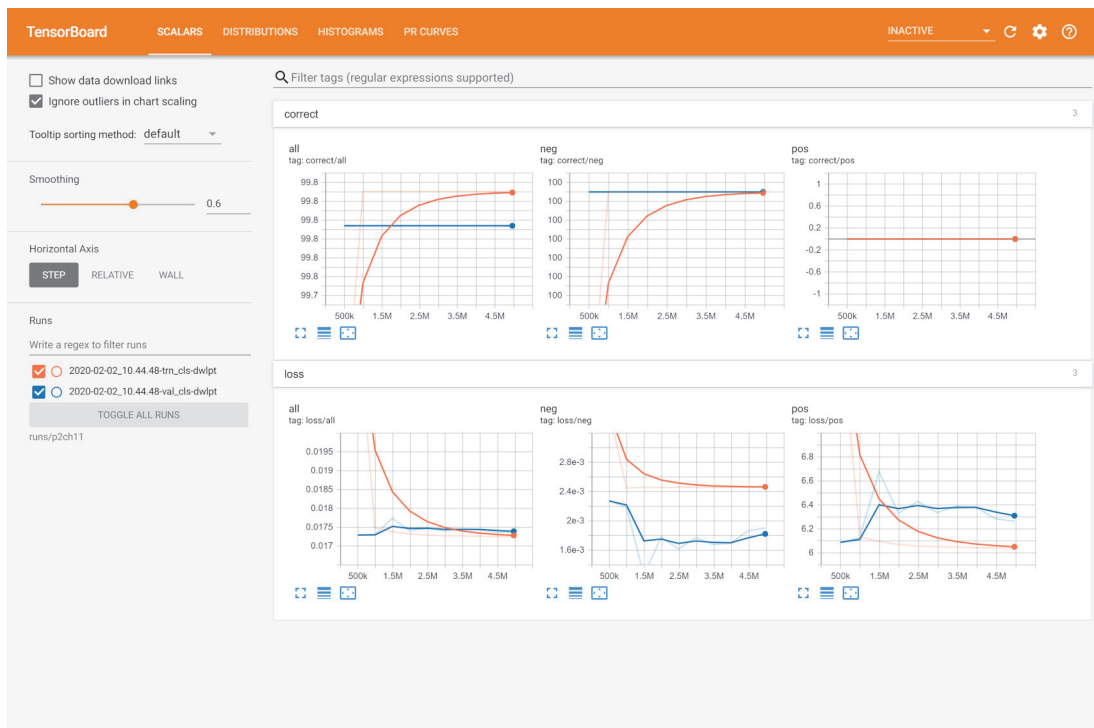 TensorBoard SCALARS DISTRIBUTIONS HISTOGRAMS PR CURVES INACTIVE
Show data download links
Ignore outliers in chart scaling
Tooltip sorting method: default
Smoothing
0.6
Horizontal Axis
STEP RELATIVE WALL
Runs
Write a regex to filter runs
2020-02-02_10.44.48-trn_cls-dwlpt
2020-02-02_10.44.48-val_cls-dwlpt
TOGGLE ALL RUNS
runs/p2ch11
Filter tags (regular expressions supported)
correct 3
all
tag: correct/all
99.8
99.8
99.8
99.8
99.8
99.8
99.7
500k 1.5M 2.5M 3.5M 4.5M
neg
tag: correct/neg
100
100
100
100
100
100
100
500k 1.5M 2.5M 3.5M 4.5M
pos
tag: correct/pos
1
0.6
0.2
-0.2
-0.6
-1
500k 1.5M 2.5M 3.5M 4.5M
loss 3
all
tag: loss/all
0.0195
0.019
0.0185
0.018
0.0175
0.017
500k 1.5M 2.5M 3.5M 4.5M
neg
tag: loss/neg
2.8e-3
2.4e-3
2e-3
1.6e-3
500k 1.5M 2.5M 3.5M 4.5M
pos
tag: loss/pos
6.8
6.6
6.4
6.2
6
500k 1.5M 2.5M 3.5M 4.5M